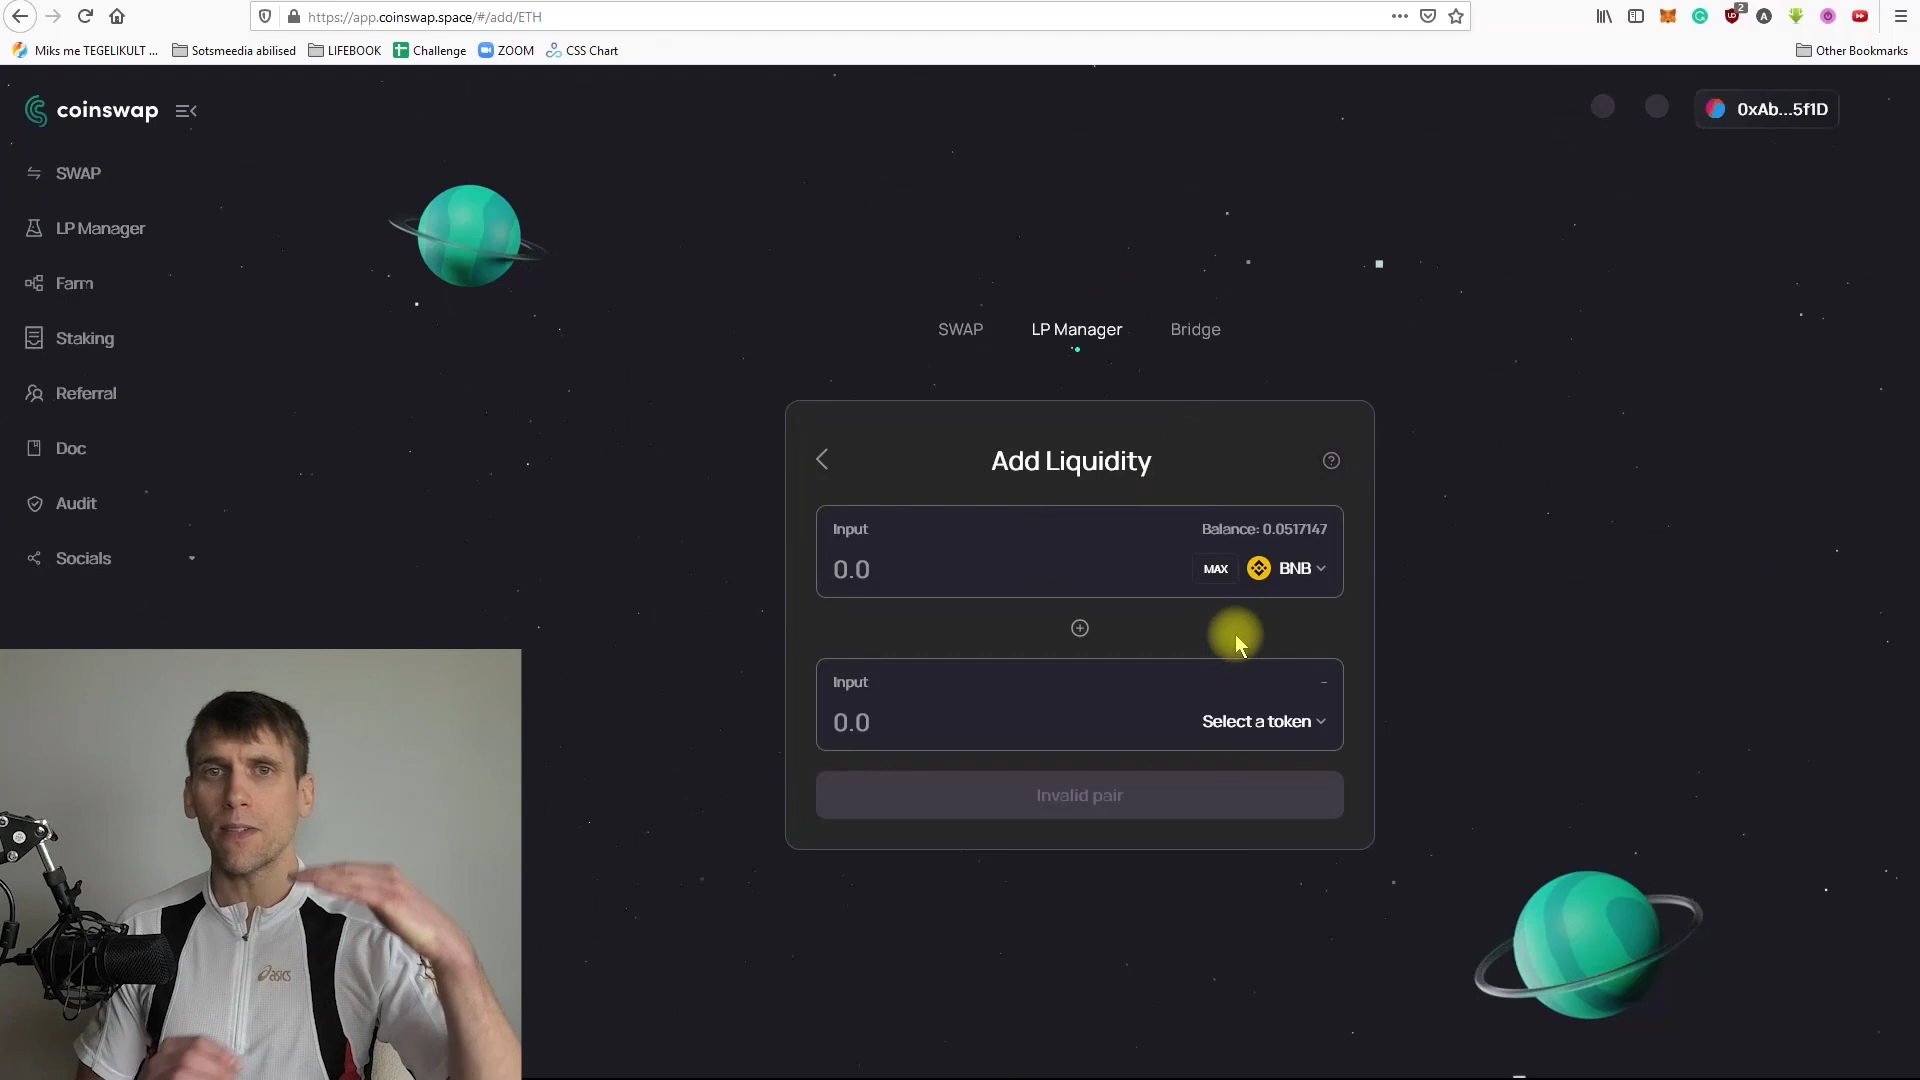 https://app.coinswap.space/#/add/ETH
2
Miks me TEGELIKULT ...
Sotsmeedia abilised
LIFEBOOK
Challenge
ZOOM
CSS Chart
Other Bookmarks
coinswap
0xAb...5f1D
SWAP
LP Manager
Farm
Staking
Referral
Doc
Audit
Socials
SWAP
LP Manager
Bridge
Add Liquidity
Input
Balance: 0.0517147
0.0
MAX
BNB
Input
-
0.0
Select a token
Invalid pair
asics